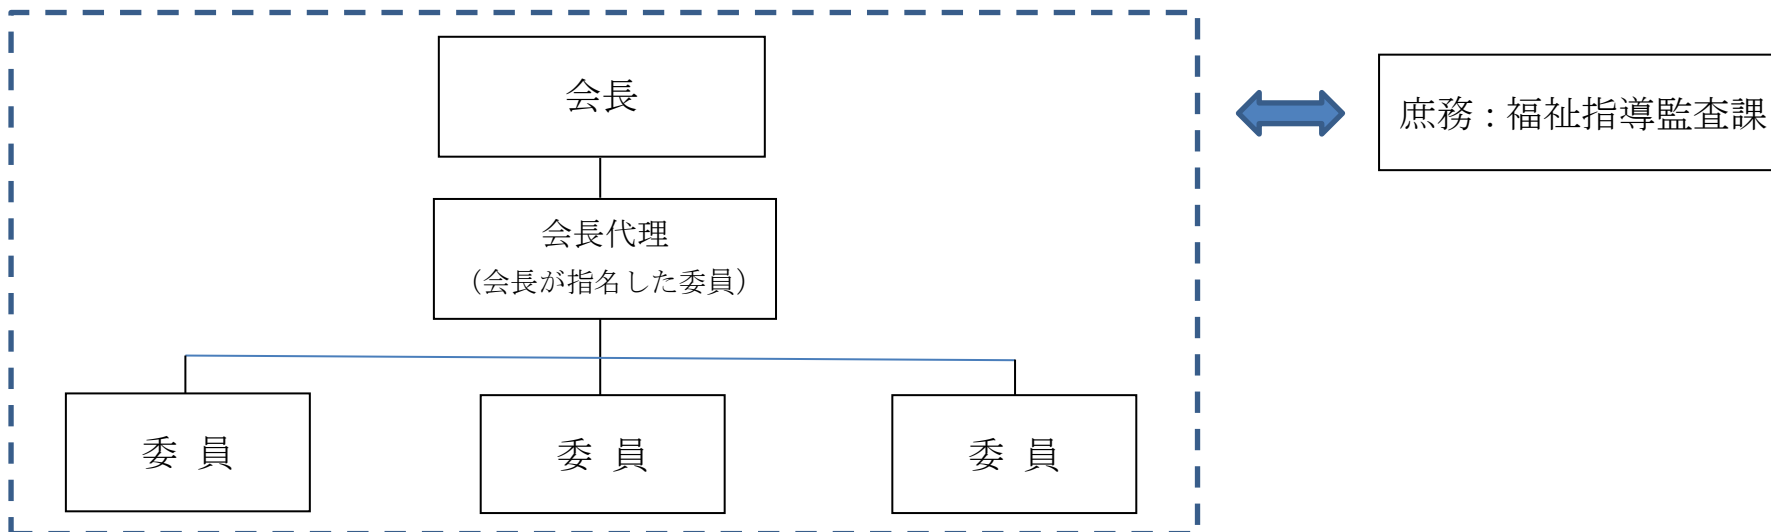 会長
庶務：福祉指導監査課
会長代理
（会長が指名した委員）
委 員
委 員
委 員